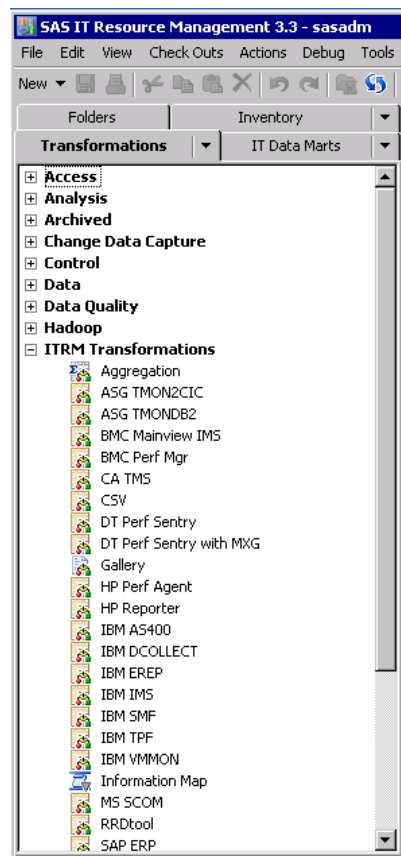 SAS IT Resource Management 3.3 - sasadm
File Edit View Check Outs Actions Debug Tools
New
Folders Inventory
Transformations IT Data Marts
Access
Analysis
Archived
Change Data Capture
Control
Data
Data Quality
Hadoop
ITRM Transformations
Aggregation
ASG TMON2CIC
ASG TMONDB2
BMC Mainview IMS
BMC Perf Mgr
CA TMS
CSV
DT Perf Sentry
DT Perf Sentry with MXG
Gallery
HP Perf Agent
HP Reporter
IBM AS400
IBM DCOLLECT
IBM EREP
IBM IMS
IBM SMF
IBM TPF
IBM VMMON
Information Map
MS SCOM
RRDtool
SAP ERP